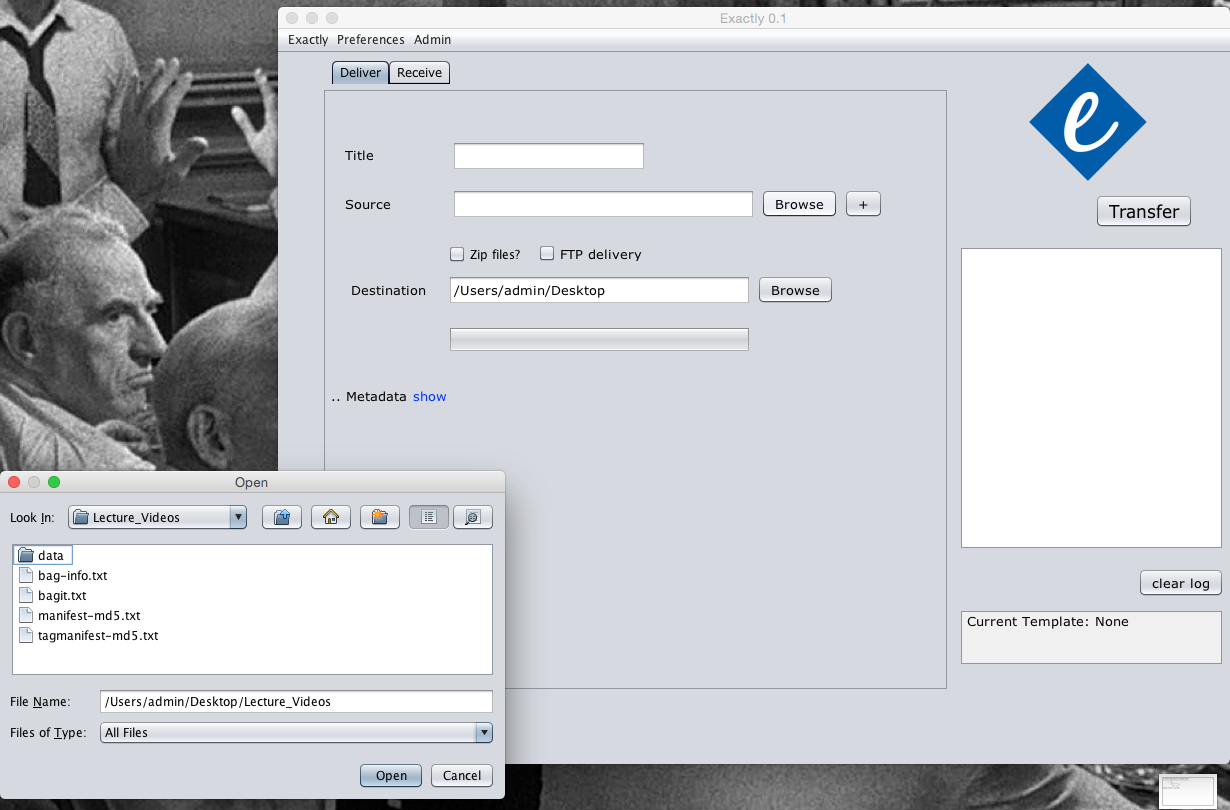 Exactly 0.1
Exactly Preferences Admin
Deliver Receive
e
Title
Transfer
Source Browse +
Zip files? FTP delivery
Destination /Users/admin/Desktop Browse
.. Metadata show
clear log
Current Template: None
Open
Look In: Lecture_Videos
data
bag-info.txt
bagit.txt
manifest-md5.txt
tagmanifest-md5.txt
File Name: /Users/admin/Desktop/Lecture_Videos
Files of Type: All Files
Open Cancel